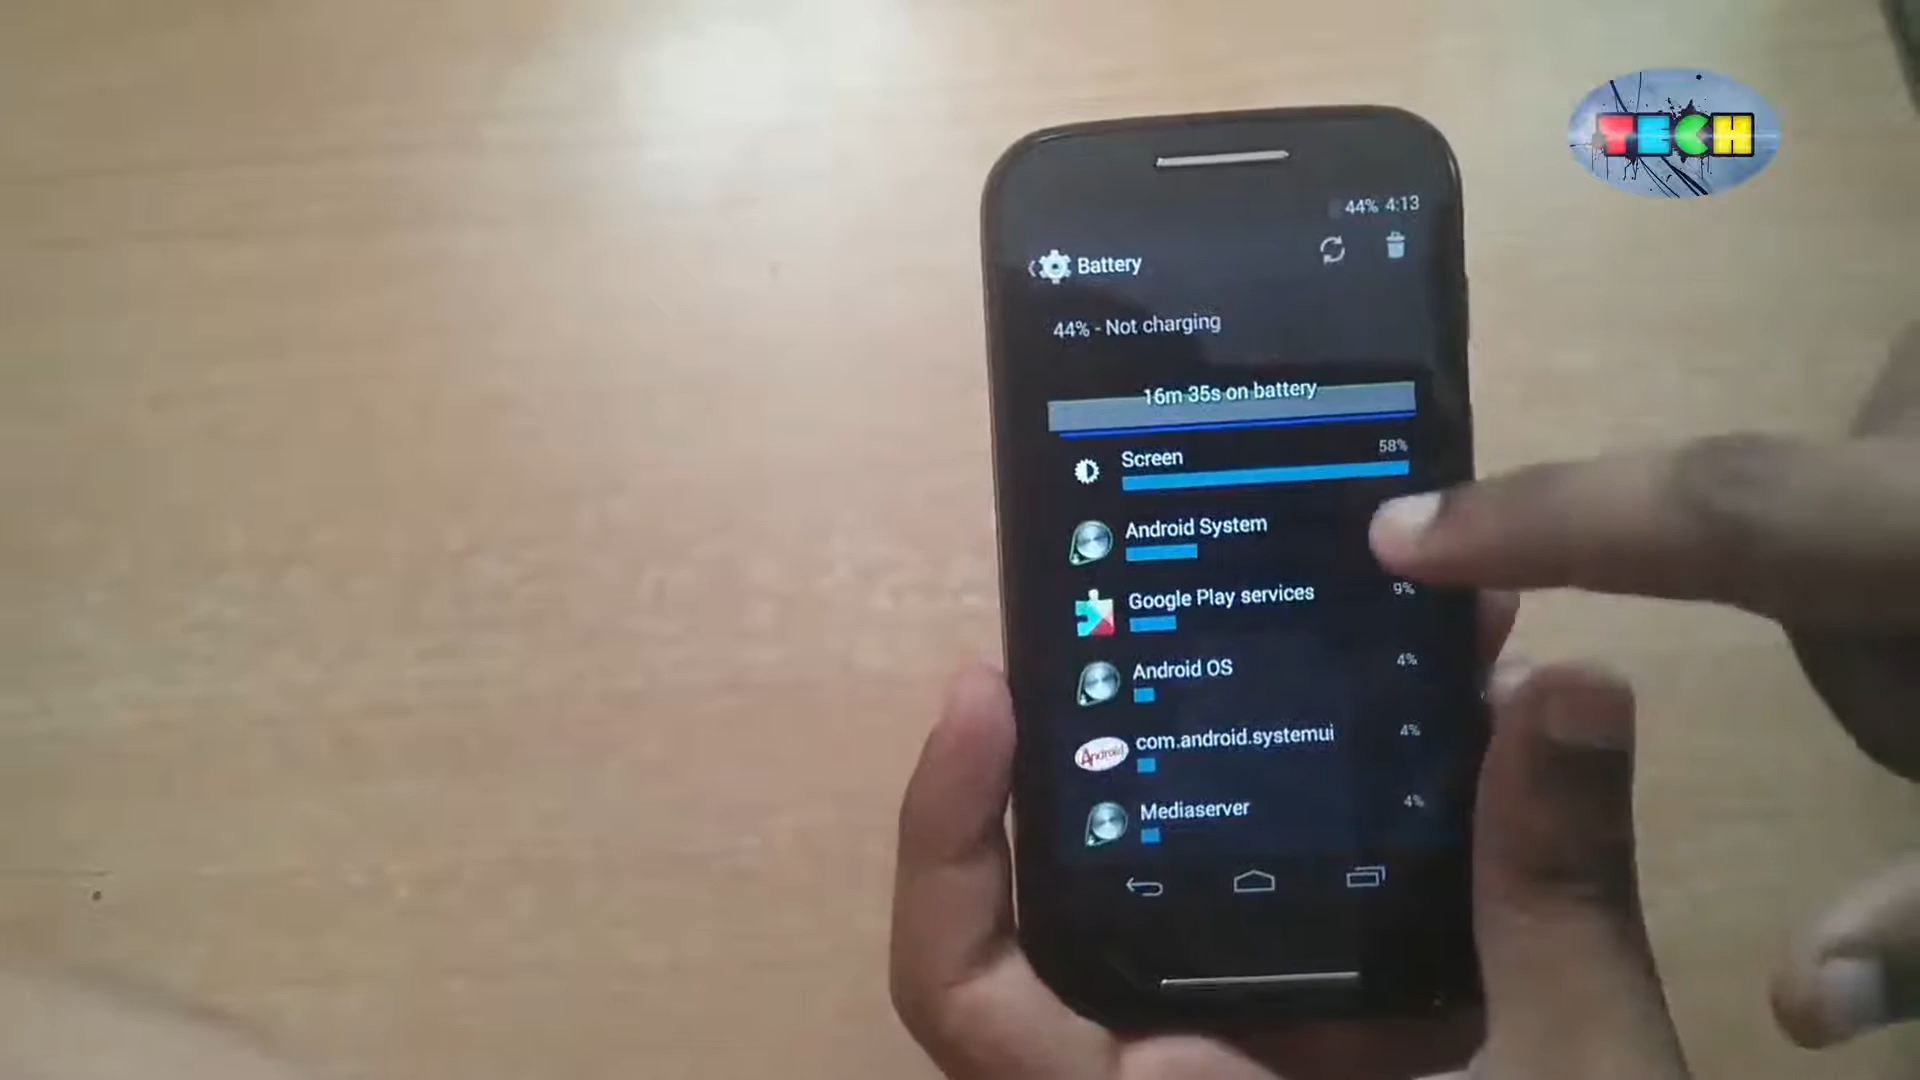 TECH
44% 4:13
Battery
44% - Not charging
16m 35s on battery
Screen 58%
Android System
Google Play services 9%
Android OS 4%
com.android.systemui 4%
Android
Mediaserver 4%